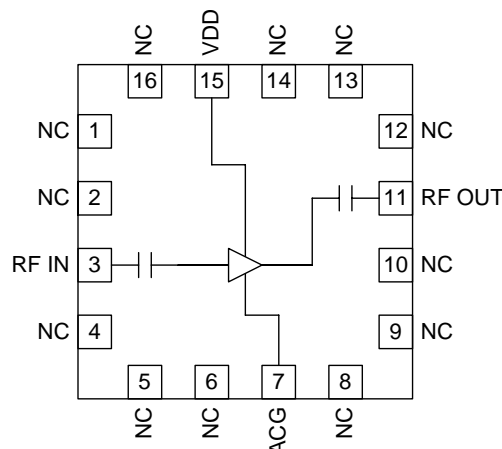 NC VDD NC NC
16 15 14 13
NC 1 12 NC
NC 2 11 RF OUT
RF IN 3 10 NC
NC 4 9 NC
5 6 7 8
NC NC ACG NC